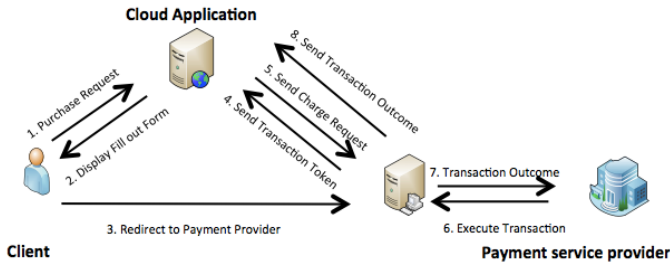 Cloud Application
1. Purchase Request
2. Display Fill out Form
8. Send Transaction Outcome
5. Send Charge Request
4. Send Transaction Token
7. Transaction Outcome
3. Redirect to Payment Provider
6. Execute Transaction
Client
Payment service provider